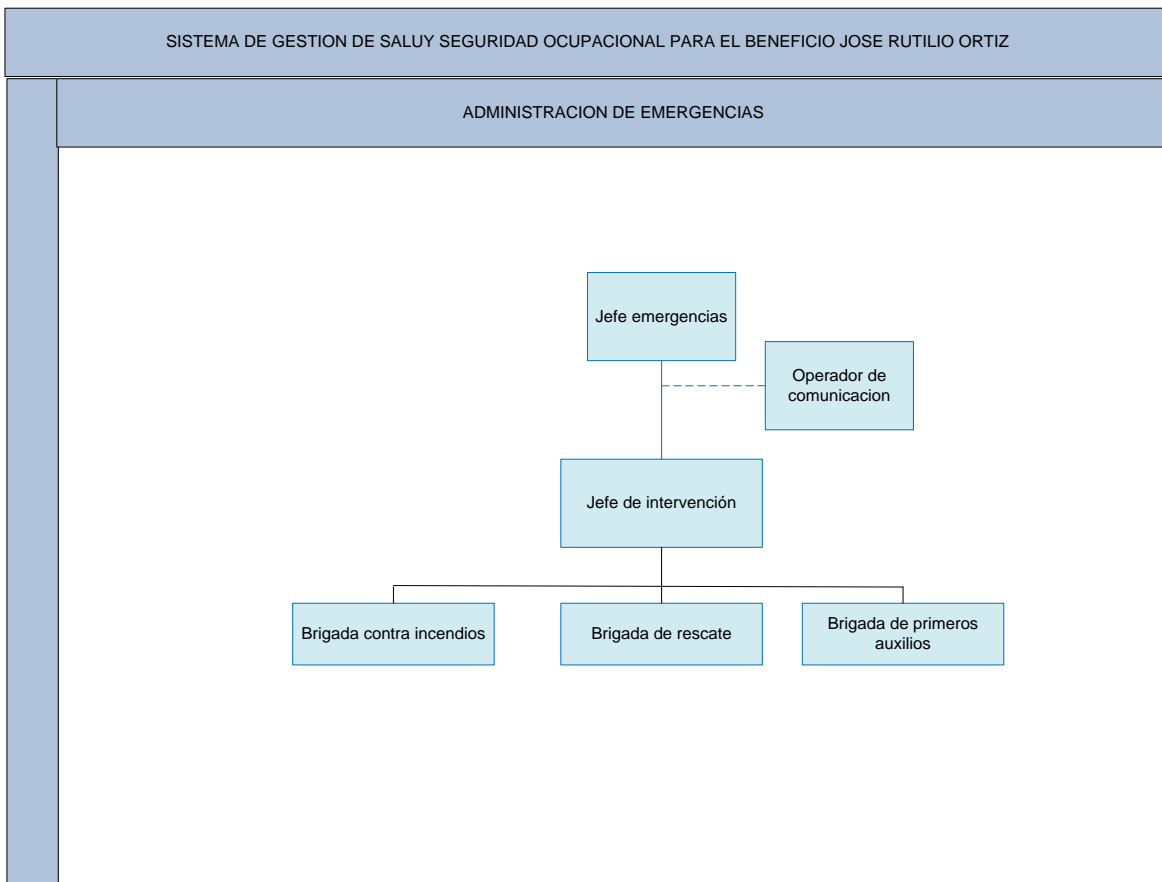 SISTEMA DE GESTION DE SALUY SEGURIDAD OCUPACIONAL PARA EL BENEFICIO JOSE RUTILIO ORTIZ
ADMINISTRACION DE EMERGENCIAS
Jefe emergencias
Operador de
comunicacion
Jefe de intervención
Brigada contra incendios
Brigada de rescate
Brigada de primeros
auxilios